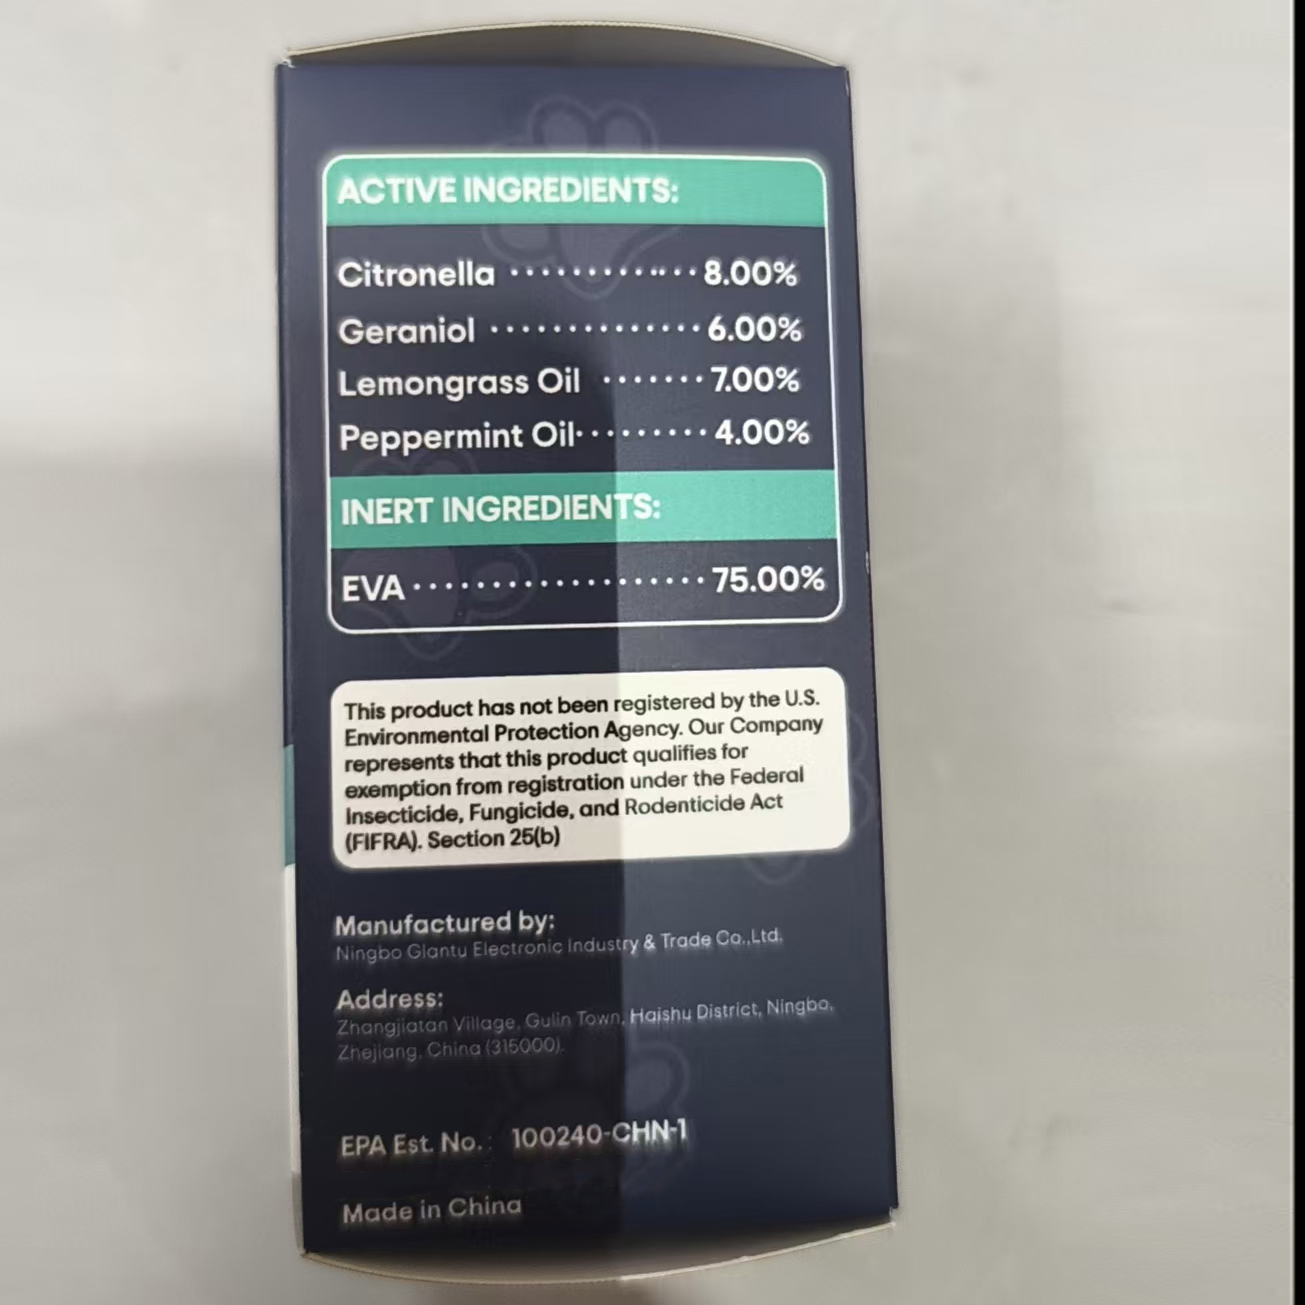 ACTIVE INGREDIENTS:
Citronella ·············· 8.00%
Geraniol ··············· 6.00%
Lemongrass Oil ········ 7.00%
Peppermint Oil·········· 4.00%
INERT INGREDIENTS:
EVA ··················· 75.00%
This product has not been registered by the U.S.
Environmental Protection Agency. Our Company
represents that this product qualifies for
exemption from registration under the Federal
Insecticide, Fungicide, and Rodenticide Act
(FIFRA). Section 25(b)
Manufactured by:
Ningbo Giantu Electronic Industry & Trade Co.,Ltd.
Address:
Zhangjiatan Village, Gulin Town, Haishu District, Ningbo,
Zhejiang, China (315000).
EPA Est. No.: 100240-CHN-1
Made in China